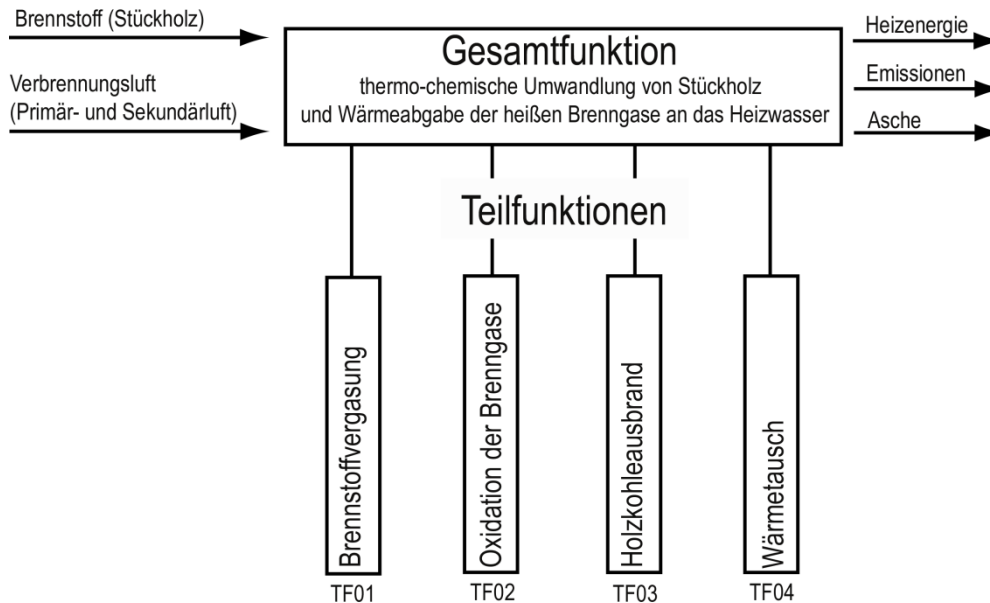 Brennstoff (Stückholz)
Verbrennungsluft
(Primär- und Sekundärluft)
Gesamtfunktion
thermo-chemische Umwandlung von Stückholz
und Wärmeabgabe der heißen Brenngase an das Heizwasser
Heizenergie
Emissionen
Asche
Teilfunktionen
Brennstoffvergasung
Oxidation der Brenngase
Holzkohleausbrand
Wärmetausch
TF01
TF02
TF03
TF04